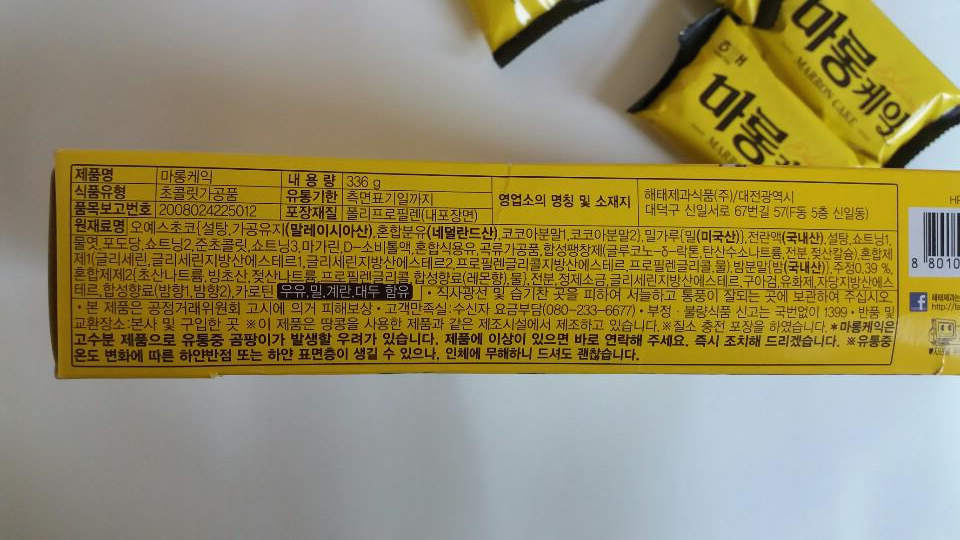 마롱케익
MARRON CAKE
마롱케익
제품명 마롱케익 내 용 량 336 g 영업소의 명칭 및 소재지 해태제과식품(주)/대전광역시
식품유형 초콜릿가공품 유통기한 측면표기일까지 대덕구 신일서로 67번길 57(F동 5층 신일동)
품목보고번호 2008024225012 포장재질 폴리프로필렌(내포장면)
원재료명 오예스초코{설탕,가공유지(말레이시아산),혼합분유(네덜란드산),코코아분말1,코코아분말2},밀가루{밀(미국산)},전란액(국내산),설탕,쇼트닝1,
물엿,포도당,쇼트닝2,준초콜릿,쇼트닝3,마가린,D-소비톨액,혼합식용유,곡류가공품,합성팽창제(글루코노-δ-락톤,탄산수소나트륨,전분,젖산칼슘),혼합제
제1(글리세린,글리세린지방산에스테르1,글리세린지방산에스테르2,프로필렌글리콜지방산에스테르,프로필렌글리콜,물),밤분말{밤(국내산)},주정0.39 %,
혼합제제2(초산나트륨,빙초산,젖산나트륨,프로필렌글리콜,합성향료(레몬향),물),전분,정제소금,글리세린지방산에스테르,구아검,유화제,자당지방산에스
테르,합성향료(밤향1,밤향2),카로틴 우유,밀,계란,대두 함유 • 직사광선 및 습기찬 곳을 피하여 서늘하고 통풍이 잘되는 곳에 보관하여 주십시오.
• 본 제품은 공정거래위원회 고시에 의거 피해보상 • 고객만족실:수신자 요금부담(080-233-6677) • 부정 · 불량식품 신고는 국번없이 1399 • 반품 및
교환장소:본사 및 구입한 곳 ※이 제품은 땅콩을 사용한 제품과 같은 제조시설에서 제조하고 있습니다. ※질소 충전 포장을 하였습니다. *마롱케익은
고수분 제품으로 유통중 곰팡이가 발생할 우려가 있습니다. 제품에 이상이 있으면 바로 연락해 주세요. 즉시 조치해 드리겠습니다. ※유통중
온도 변화에 따른 하얀반점 또는 하얀 표면층이 생길 수 있으나, 인체에 무해하니 드셔도 괜찮습니다.
8 8010
f
http://